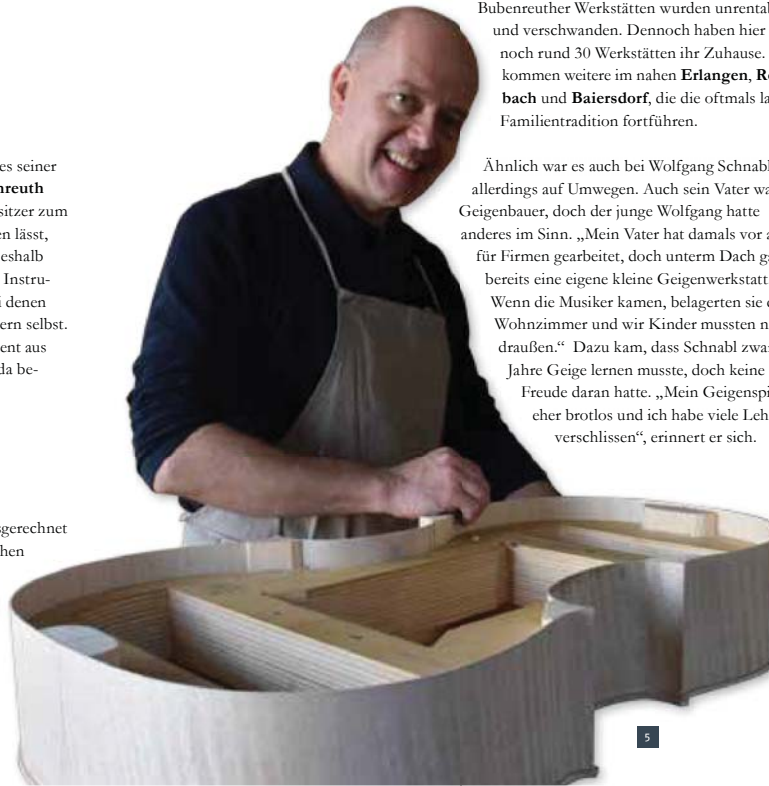 es seiner
nreuth
sitzer zum
en lässt,
eshalb
Instru-
i denen
ern selbst.
ent aus
da be-
sgerechnet
hen
Bubenreuther Werkstätten wurden unrentab
und verschwanden. Dennoch haben hier
noch rund 30 Werkstätten ihr Zuhause.
kommen weitere im nahen Erlangen, R
bach und Baiersdorf, die die oftmals la
Familientradition fortführen.
Ähnlich war es auch bei Wolfgang Schnabl
allerdings auf Umwegen. Auch sein Vater wa
Geigenbauer, doch der junge Wolfgang hatte
anderes im Sinn. „Mein Vater hat damals vor a
für Firmen gearbeitet, doch unterm Dach ga
bereits eine eigene kleine Geigenwerkstatt
Wenn die Musiker kamen, belagerten sie
Wohnzimmer und wir Kinder mussten n
draußen.“ Dazu kam, dass Schnabl zwar
Jahre Geige lernen musste, doch keine
Freude daran hatte. „Mein Geigenspi
eher brotlos und ich habe viele Leh
verschlissen“, erinnert er sich.
5